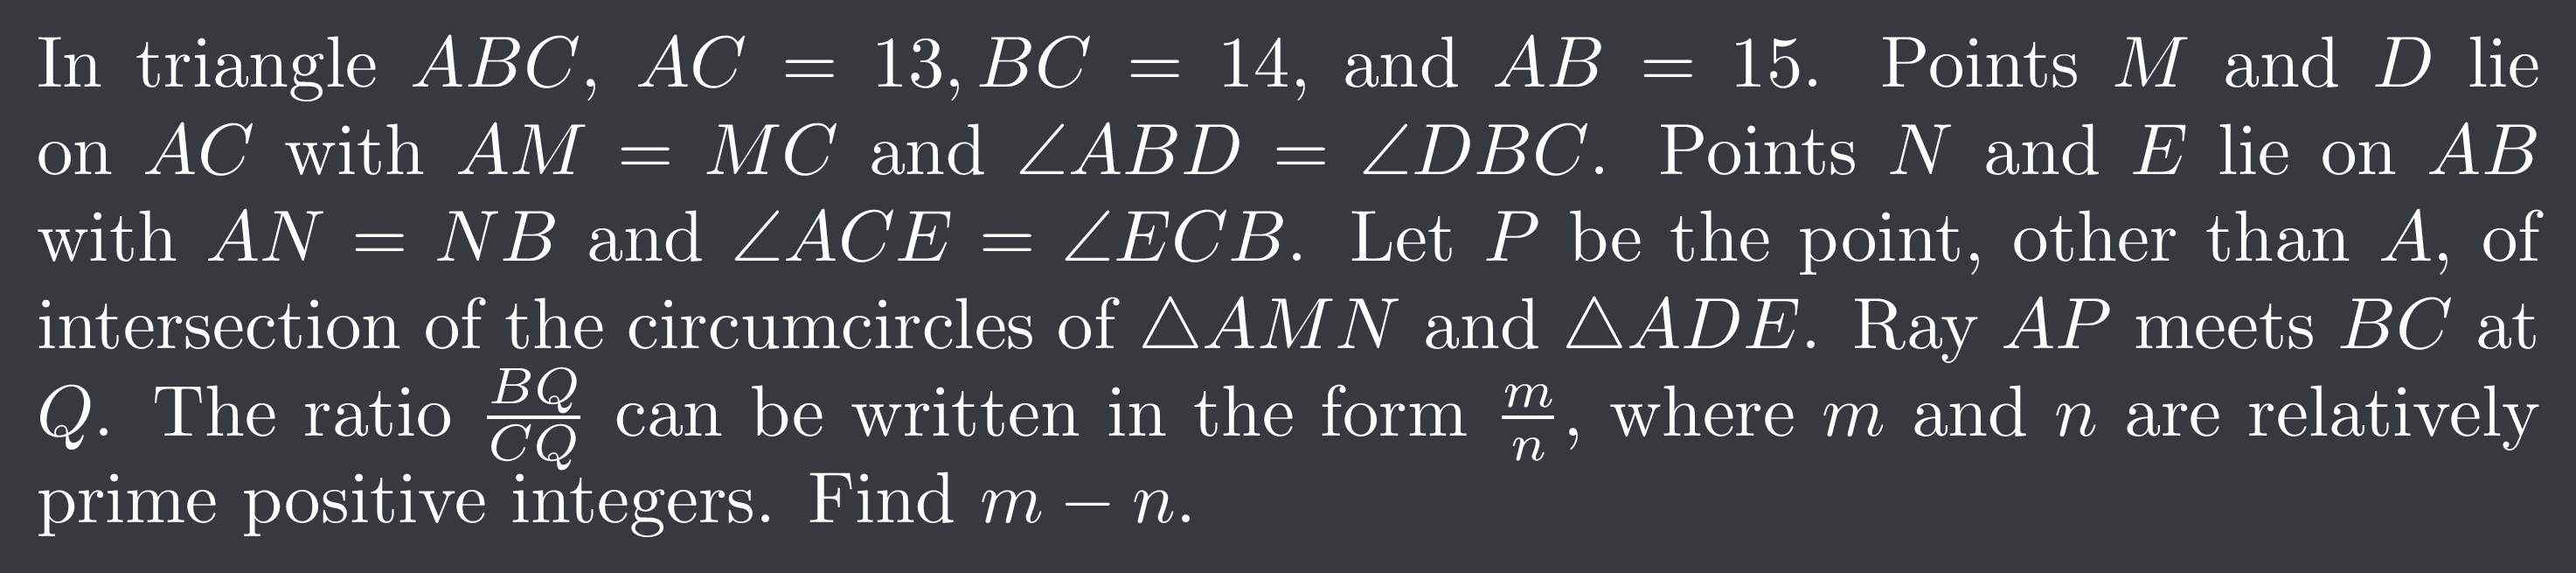 In triangle ABC, AC = 13, BC = 14, and AB = 15. Points M and D lie
on AC with AM = MC and ∠ABD = ∠DBC. Points N and E lie on AB
with AN = NB and ∠ACE = ∠ECB. Let P be the point, other than A, of
intersection of the circumcircles of △AMN and △ADE. Ray AP meets BC at
Q. The ratio \frac{BQ}{CQ} can be written in the form \frac{m}{n}, where m and n are relatively
prime positive integers. Find m − n.